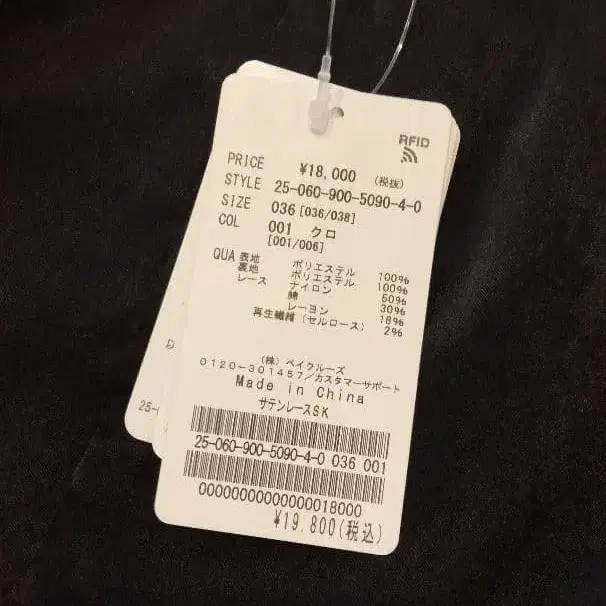 RFID
PRICE ¥18,000 (税抜)
STYLE 25-060-900-5090-4-0
SIZE 036 [036/038]
COL 001 クロ
[001/006]
QUA 表地 ポリエステル 100%
裏地 ポリエステル 100%
レース ナイロン 50%
綿 30%
レーヨン 18%
再生繊維 (セルロース) 2%
(株) ベイクルーズ
0120-301457/カスタマーサポート
Made in China
サテンレースSK
25-060-900-5090-4-0 036 001
00000000000000018000
¥19,800(税込)
25-0